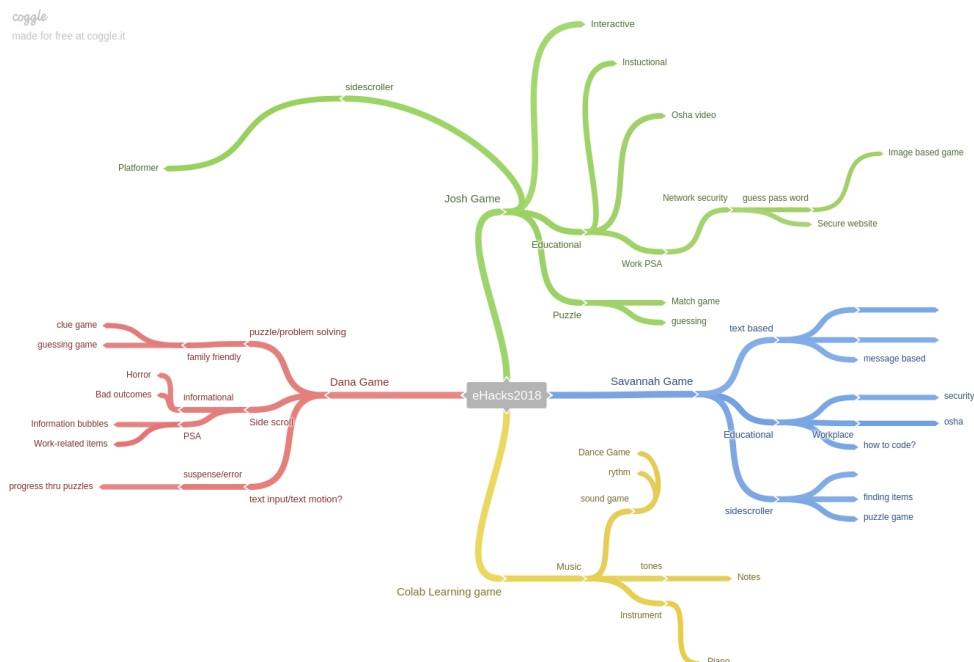 coggle
made for free at coggle.it
Interactive
Instuctional
sidescroller
Osha video
Platformer
Image based game
Josh Game
Network security
guess pass word
Secure website
Educational
Work PSA
Match game
Puzzle
guessing
clue game
puzzle/problem solving
text based
guessing game
family friendly
message based
Horror
Dana Game
eHacks2018
Savannah Game
Bad outcomes
informational
security
Information bubbles
Side scroll
PSA
Work-related items
Educational
Workplace
osha
how to code?
Dance Game
rythm
suspense/error
progress thru puzzles
text input/text motion?
sound game
finding items
sidescroller
puzzle game
Music
tones
Notes
Colab Learning game
Instrument
Piano